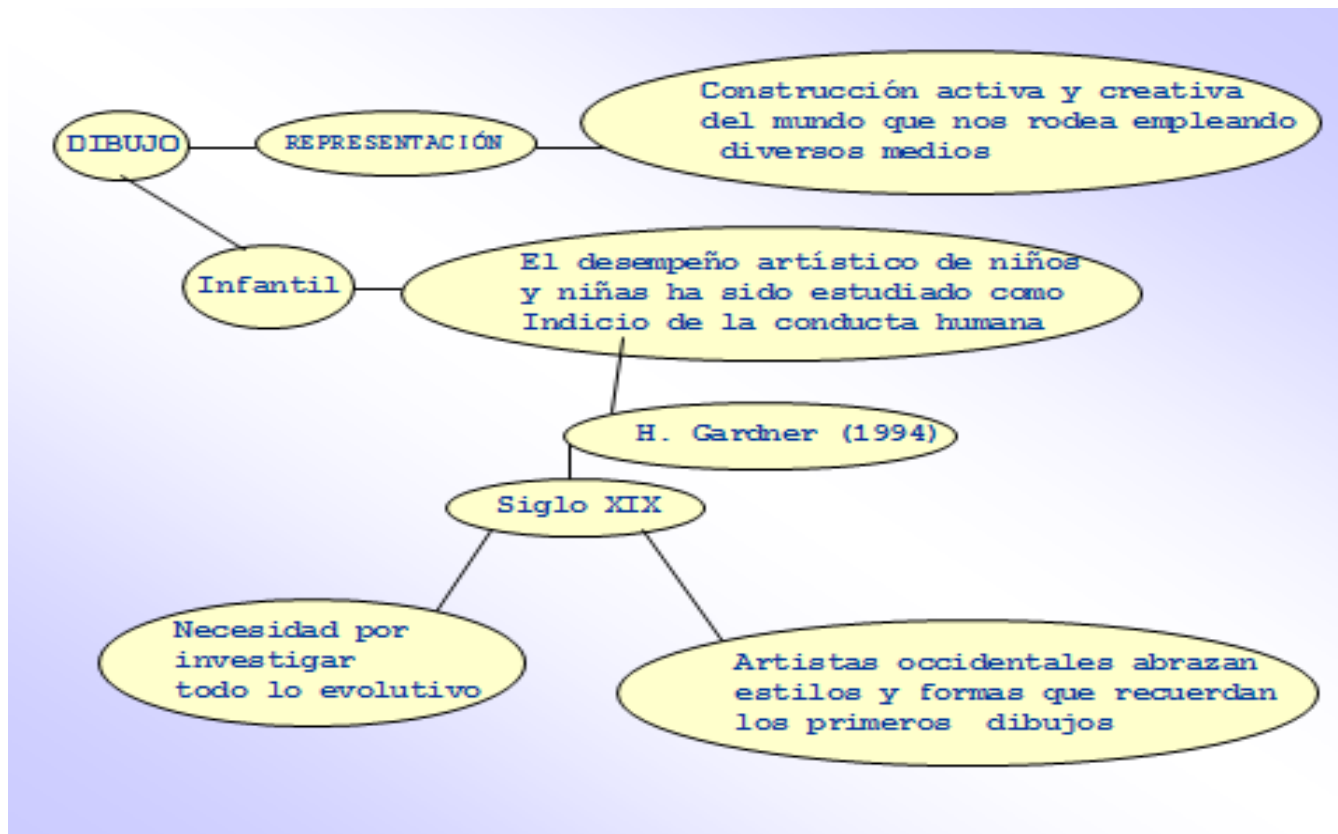 DIBUJO
REPRESENTACIÓN
Construcción activa y creativa
del mundo que nos rodea empleando
diversos medios
Infantil
El desempeño artístico de niños
y niñas ha sido estudiado como
Indicio de la conducta humana
H. Gardner (1994)
Siglo XIX
Necesidad por
investigar
todo lo evolutivo
Artistas occidentales abrazan
estilos y formas que recuerdan
los primeros dibujos